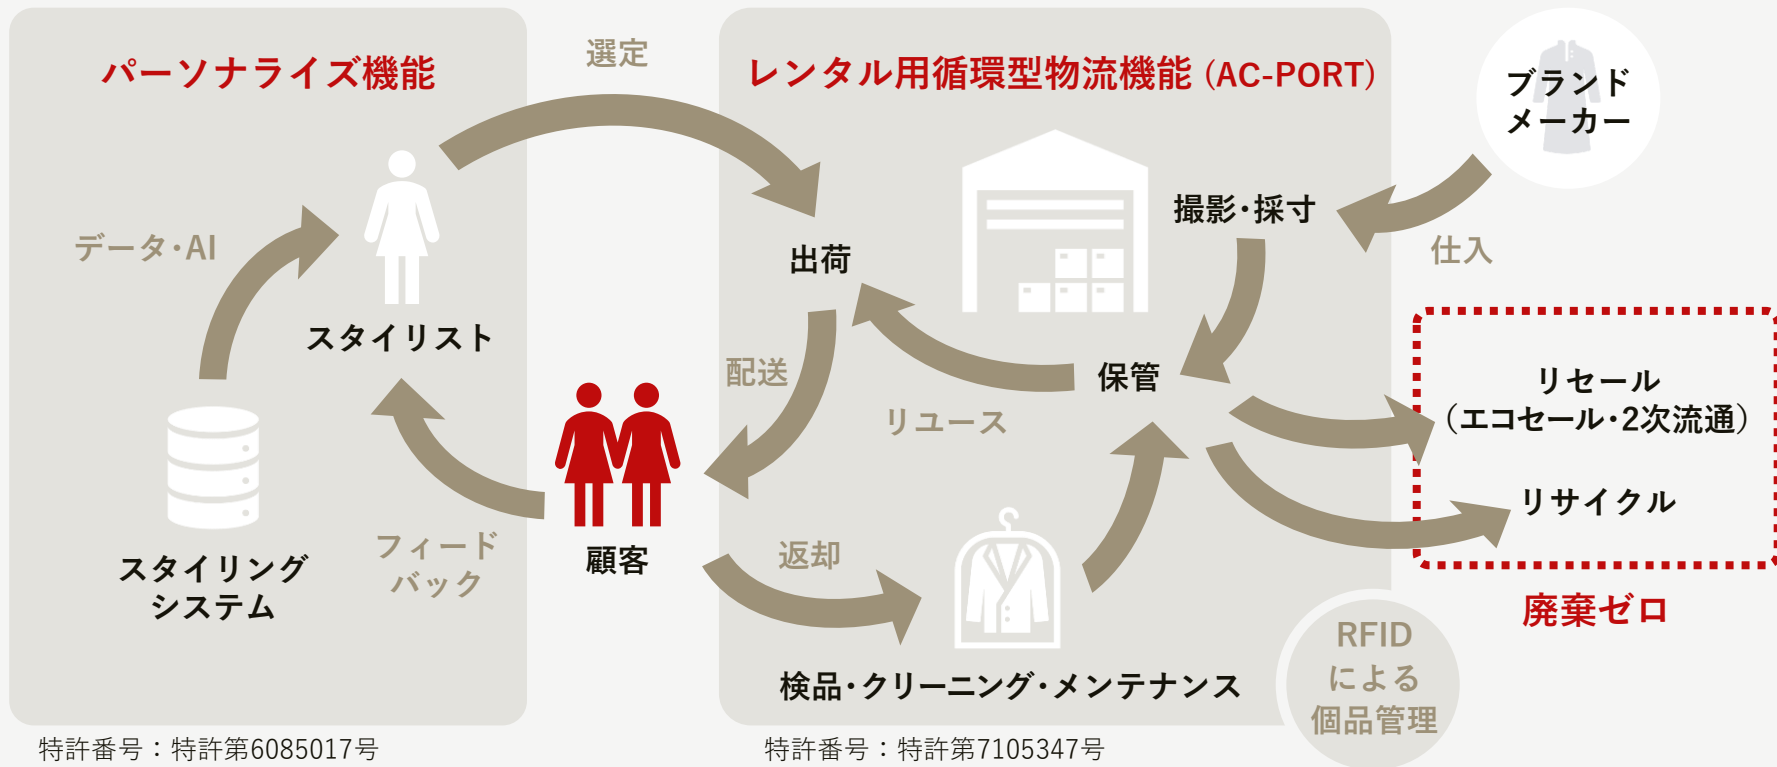 パーソナライズ機能
データ・AI
スタイリスト
スタイリング
システム
フィード
バック
特許番号：特許第6085017号
選定
配送
顧客
返却
レンタル用循環型物流機能 (AC-PORT)
出荷
撮影・採寸
保管
リユース
検品・クリーニング・メンテナンス
RFID
による
個品管理
特許番号：特許第7105347号
ブランド
メーカー
仕入
リセール
（エコセール・2次流通）
リサイクル
廃棄ゼロ